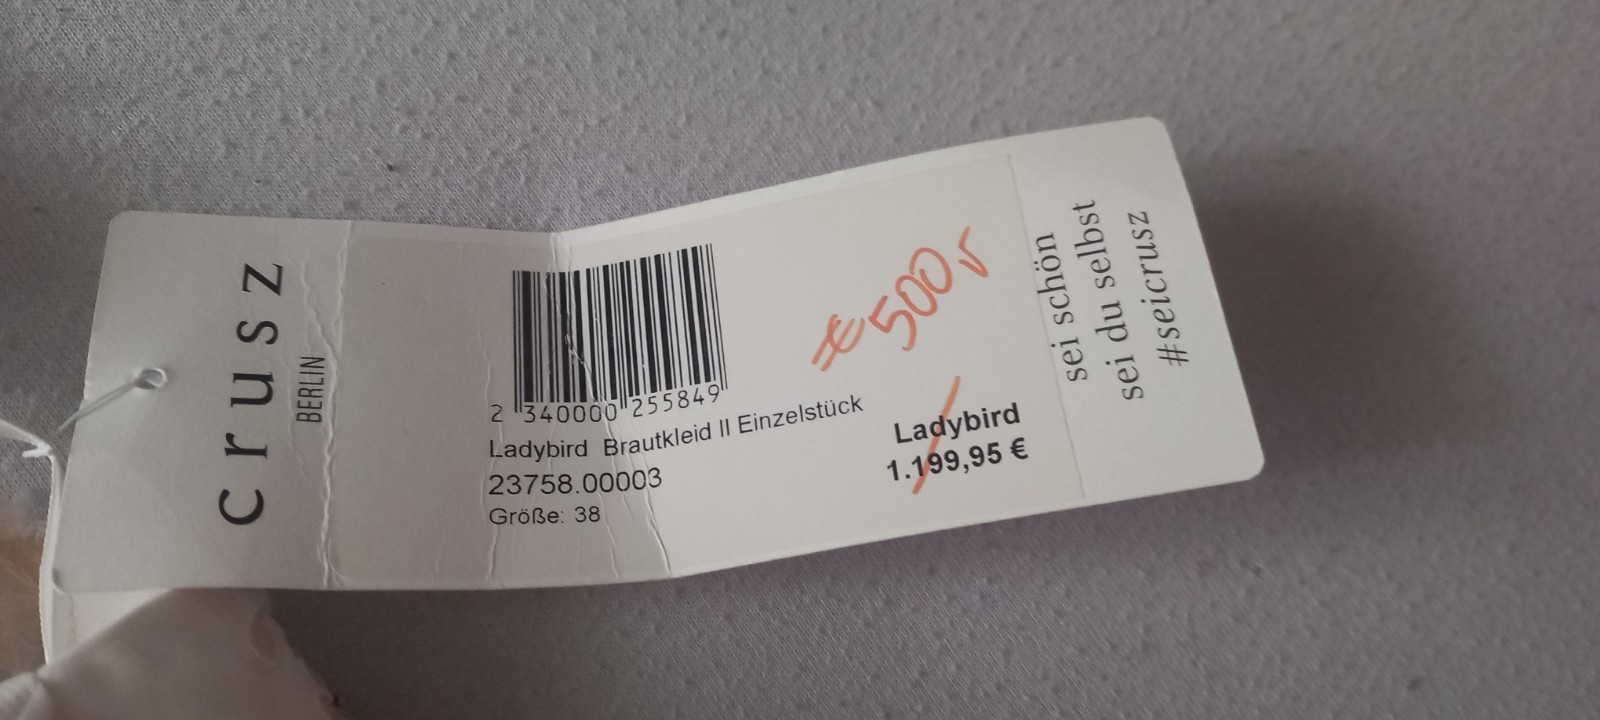 crusz
BERLIN
2 340000 255849
Ladybird Brautkleid II Einzelstück
23758.00003
Größe: 38
€ 500,-
Ladybird
1.199,95 €
sei schön
sei du selbst
#seicrusz